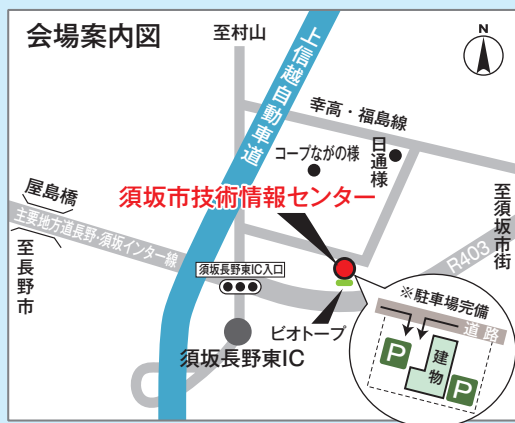 会場案内図
至村山
N
上信越自動車道
幸高・福島線
コープながの様
日通様
須坂市技術情報センター
屋島橋
主要地方道長野・須坂インター線
至長野市
至須坂市街
R403
須坂長野東IC入口
ビオトープ
須坂長野東IC
※駐車場完備
道路
P
建物
P